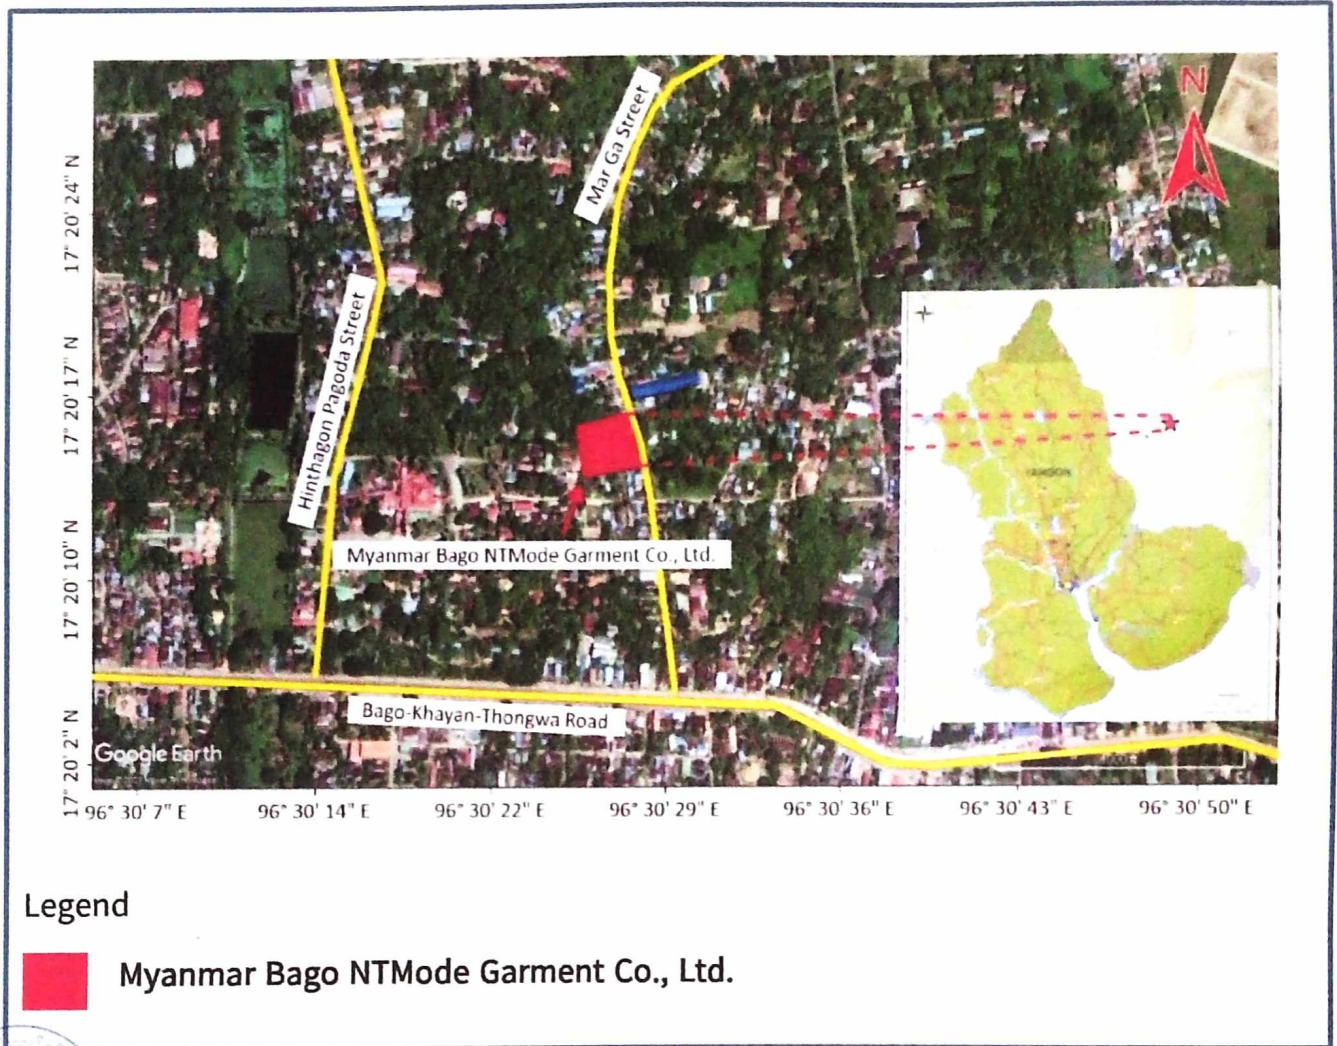 N
Mar Ga Street
17° 20' 24" N
Hinthagon Pagoda Street
17° 20' 17" N
YANGON
17° 20' 10" N
Myanmar Bago NTMode Garment Co., Ltd.
17° 20' 2" N
Bago-Khayan-Thongwa Road
Google Earth
96° 30' 7" E
96° 30' 14" E
96° 30' 22" E
96° 30' 29" E
96° 30' 36" E
96° 30' 43" E
96° 30' 50" E
Legend
Myanmar Bago NTMode Garment Co., Ltd.